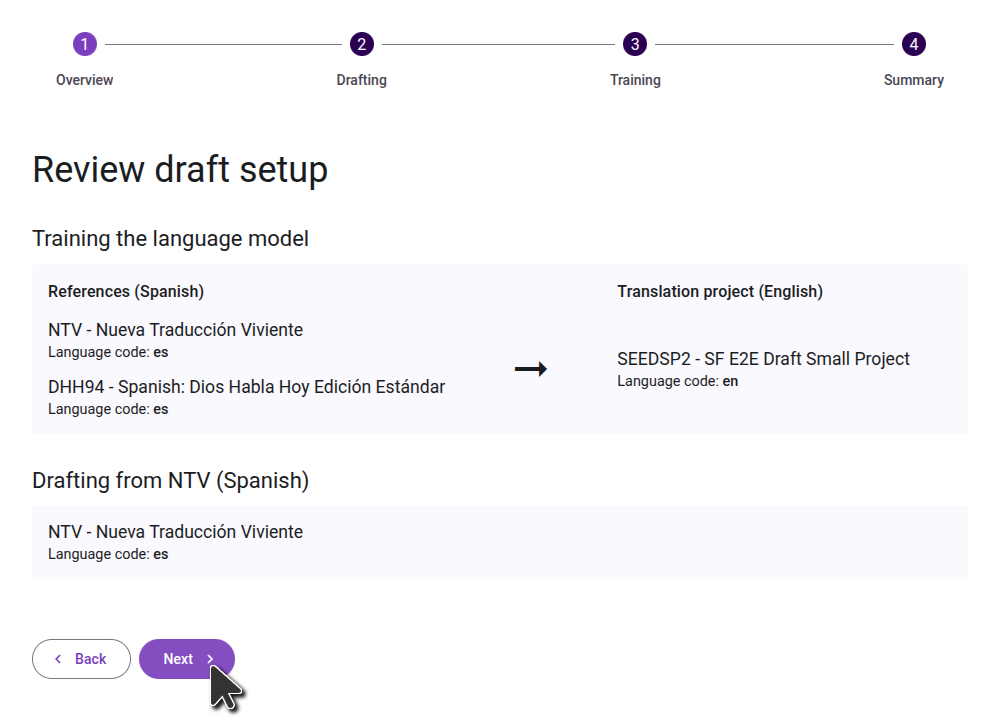 1
2
3
4
Overview
Drafting
Training
Summary
Review draft setup
Training the language model
References (Spanish)
Translation project (English)
NTV - Nueva Traducción Viviente
Language code: es
DHH94 - Spanish: Dios Habla Hoy Edición Estándar
Language code: es
SEEDSP2 - SF E2E Draft Small Project
Language code: en
Drafting from NTV (Spanish)
NTV - Nueva Traducción Viviente
Language code: es
Back
Next